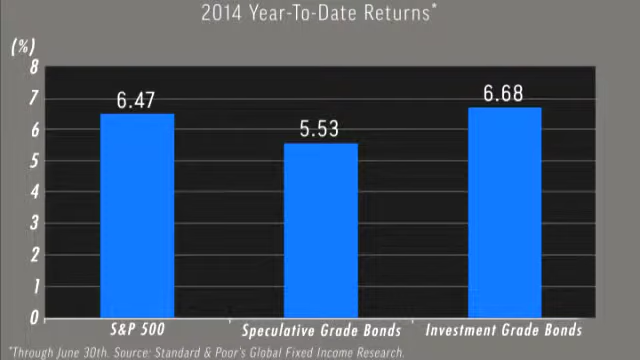 2014 Year-To-Date Returns*
(%)
8
7
6
5
4
3
2
1
0
6.47
5.53
6.68
S&P 500
Speculative Grade Bonds
Investment Grade Bonds
*Through June 30th. Source: Standard & Poor's Global Fixed Income Research.